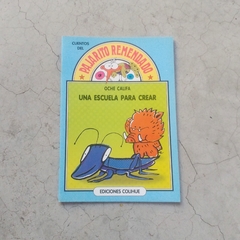 CUENTOS
DEL
PAJARITO REMENDADO
OCHE CALIFA
UNA ESCUELA PARA CREAR
EDICIONES COLIHUE